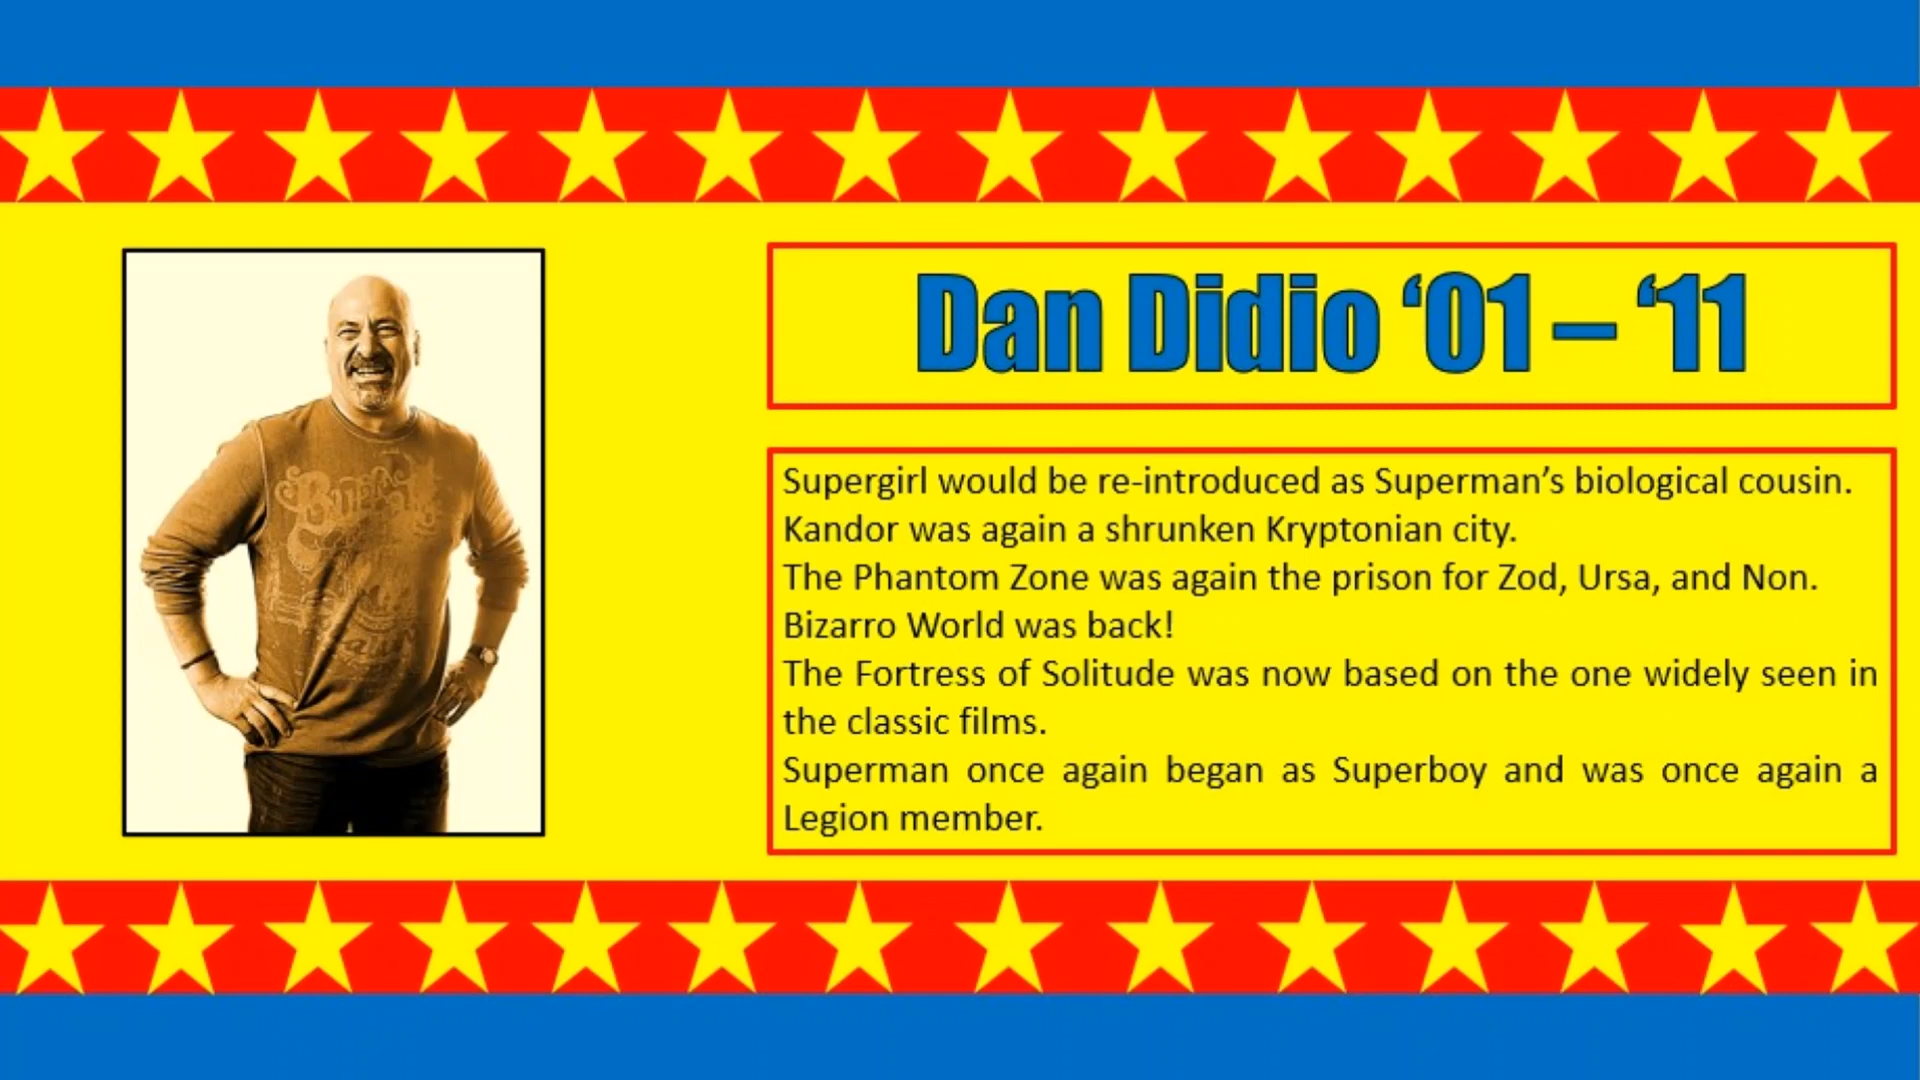 Dan Didio ‘01 – ‘11
Supergirl would be re-introduced as Superman’s biological cousin.
Kandor was again a shrunken Kryptonian city.
The Phantom Zone was again the prison for Zod, Ursa, and Non.
Bizarro World was back!
The Fortress of Solitude was now based on the one widely seen in
the classic films.
Superman once again began as Superboy and was once again a
Legion member.